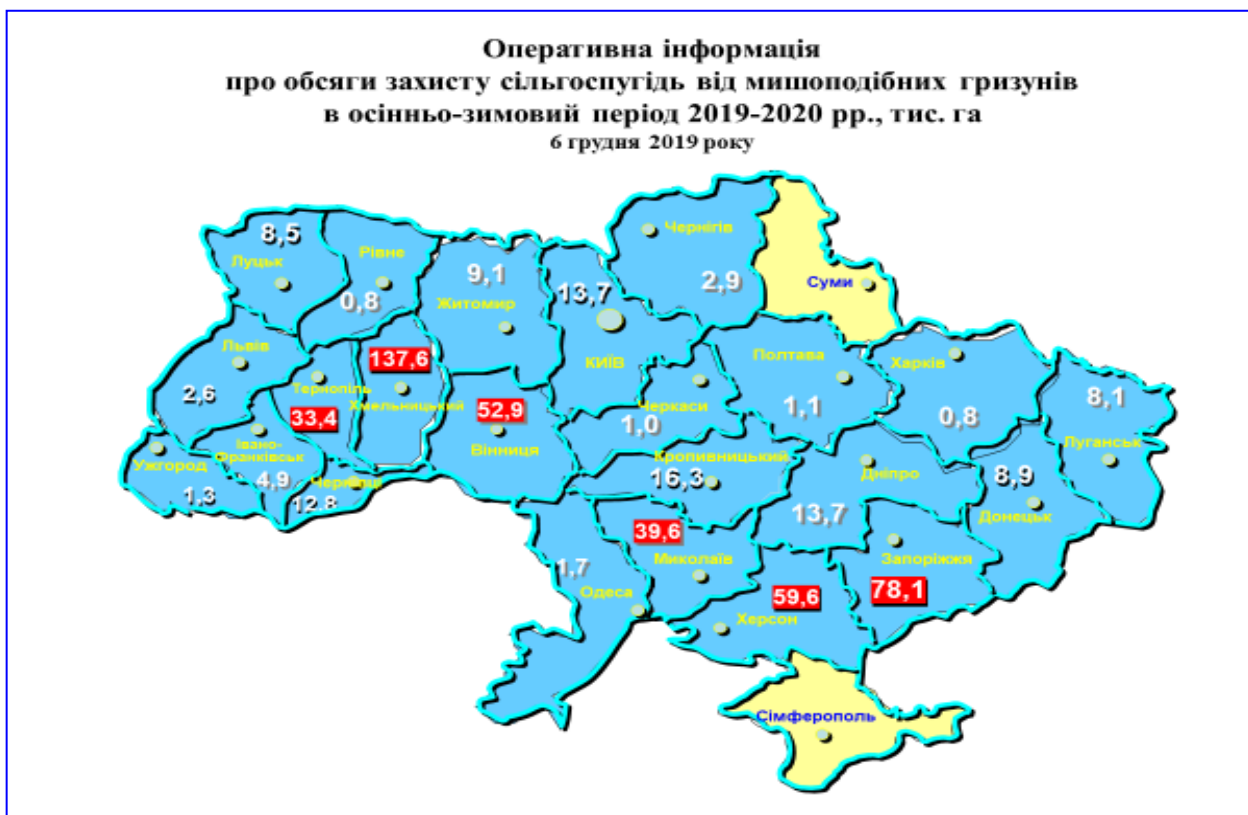 Оперативна інформація
про обсяги захисту сільгоспугідь від мишоподібних гризунів
в осінньо-зимовий період 2019-2020 рр., тис. га
6 грудня 2019 року
Чернігів
2,9
Суми
8,5
Луцьк
Рівне
0,8
9,1
Житомир
13,7
КИЇВ
Львів
2,6
Тернопіль
33,4
137,6
Хмельницький
52,9
Вінниця
Черкаси
1,0
Полтава
1,1
Харків
0,8
8,1
Луганськ
Ужгород
1,3
Івано-
Франківськ
4,9
Чернівці
12,8
Кропивницький
16,3
Дніпро
13,7
8,9
Донецьк
39,6
Миколаїв
1,7
Одеса
59,6
Херсон
Запоріжжя
78,1
Сімферополь